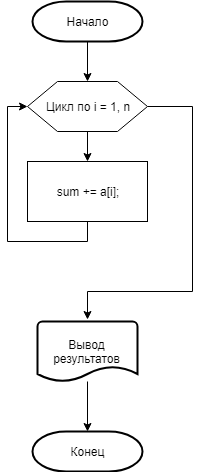 Начало
Цикл по i = 1, n
sum += a[i];
Вывод
результатов
Конец